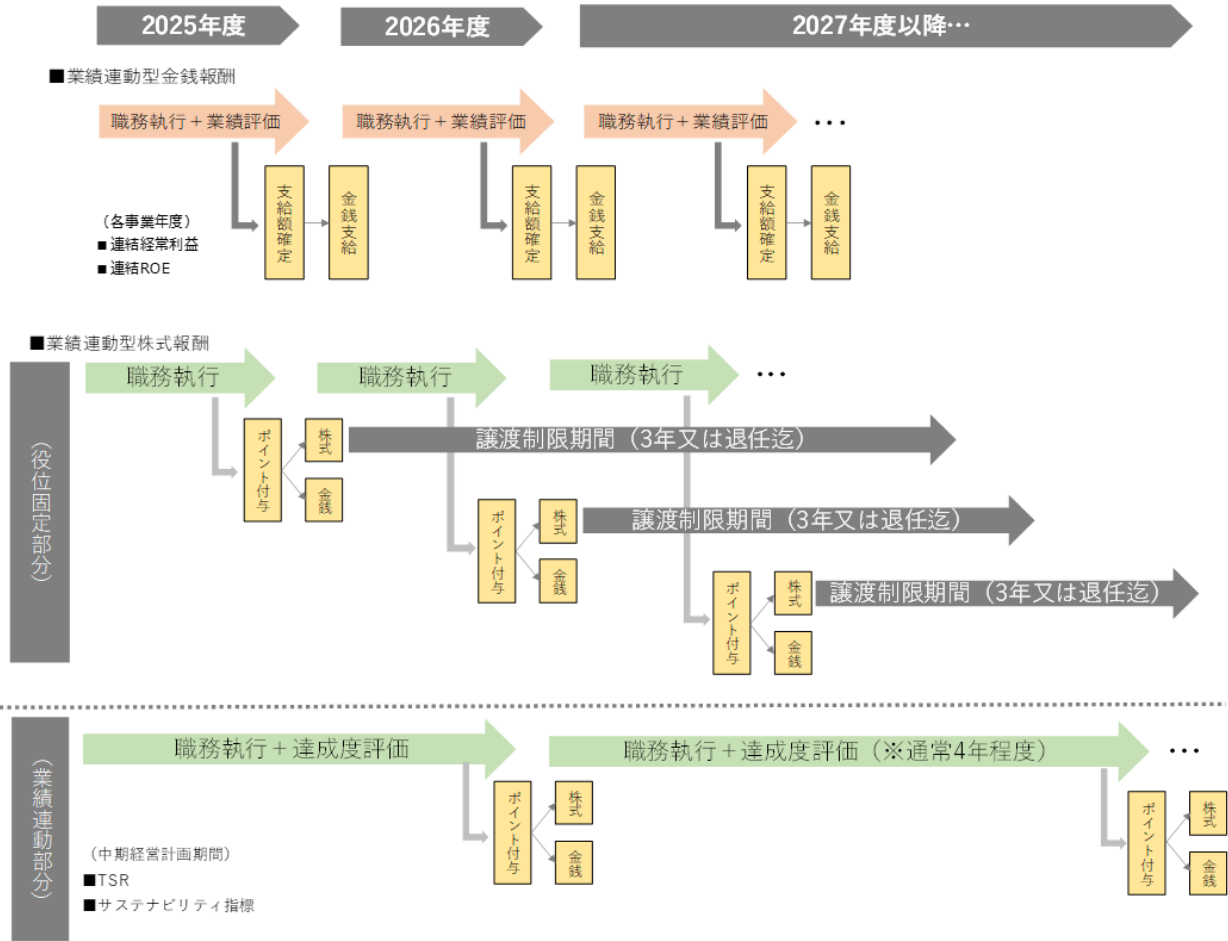 2025年度
2026年度
2027年度以降…
■業績連動型金銭報酬
職務執行＋業績評価
職務執行＋業績評価
職務執行＋業績評価
…
支給額確定
金銭支給
支給額確定
金銭支給
支給額確定
金銭支給
（各事業年度）
■連結経常利益
■連結ROE
■業績連動型株式報酬
（役位固定部分）
職務執行
職務執行
職務執行
…
ポイント付与
株式
金銭
譲渡制限期間（3年又は退任迄）
ポイント付与
株式
金銭
譲渡制限期間（3年又は退任迄）
ポイント付与
株式
金銭
譲渡制限期間（3年又は退任迄）
（業績連動部分）
職務執行＋達成度評価
職務執行＋達成度評価（※通常4年程度）
…
ポイント付与
株式
金銭
ポイント付与
株式
金銭
（中期経営計画期間）
■TSR
■サステナビリティ指標